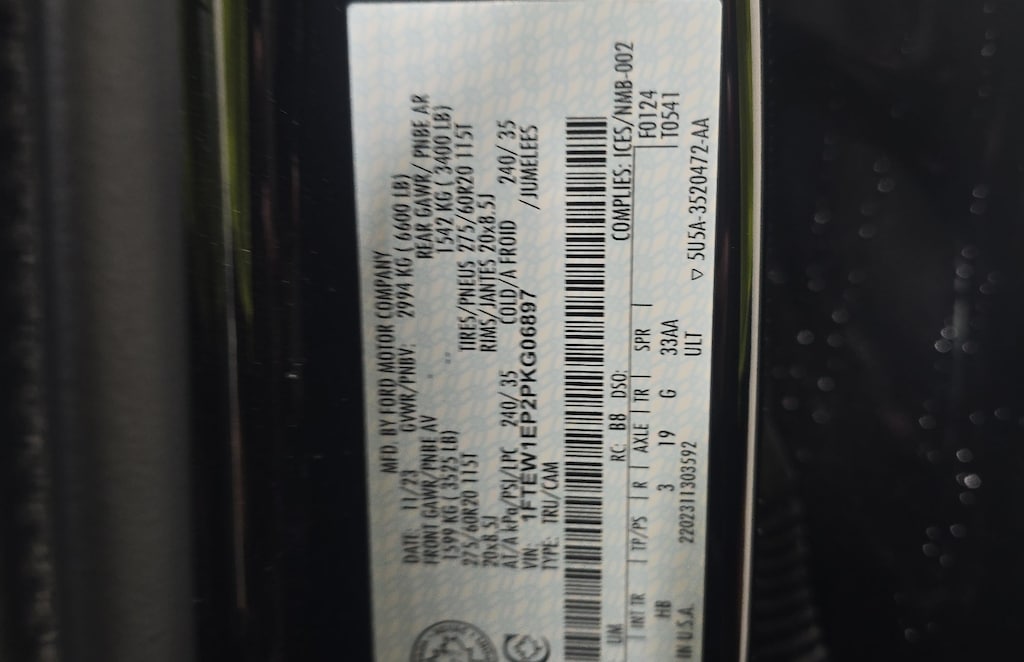 MFD. BY FORD MOTOR COMPANY
DATE: 11/23 GVWR/PNBV: 2994 KG ( 6600 LB)
FRONT GAWR/PNBE AV REAR GAWR/ PNBE AR
1599 KG ( 3525 LB) 1542 KG ( 3400 LB)
275/60R20 115T TIRES/PNEUS 275/60R20 115T
20x8.5J RIMS/JANTES 20x8.5J
AT/A kPa/PSI/LPC 240/ 35 COLD/A FROID 240/ 35
VIN: 1FTEW1EP2PKG06897 /JUMELEES
TYPE: TRU/CAM
UM RC: B8 DSO: COMPLIES: ICES/NMB-002
INT TR TP/PS R AXLE TR SPR F0124
HB 3 19 G 33AA T0541
ULT
IN U.S.A. 2202311303592 ▽ 5U5A-3520472-AA